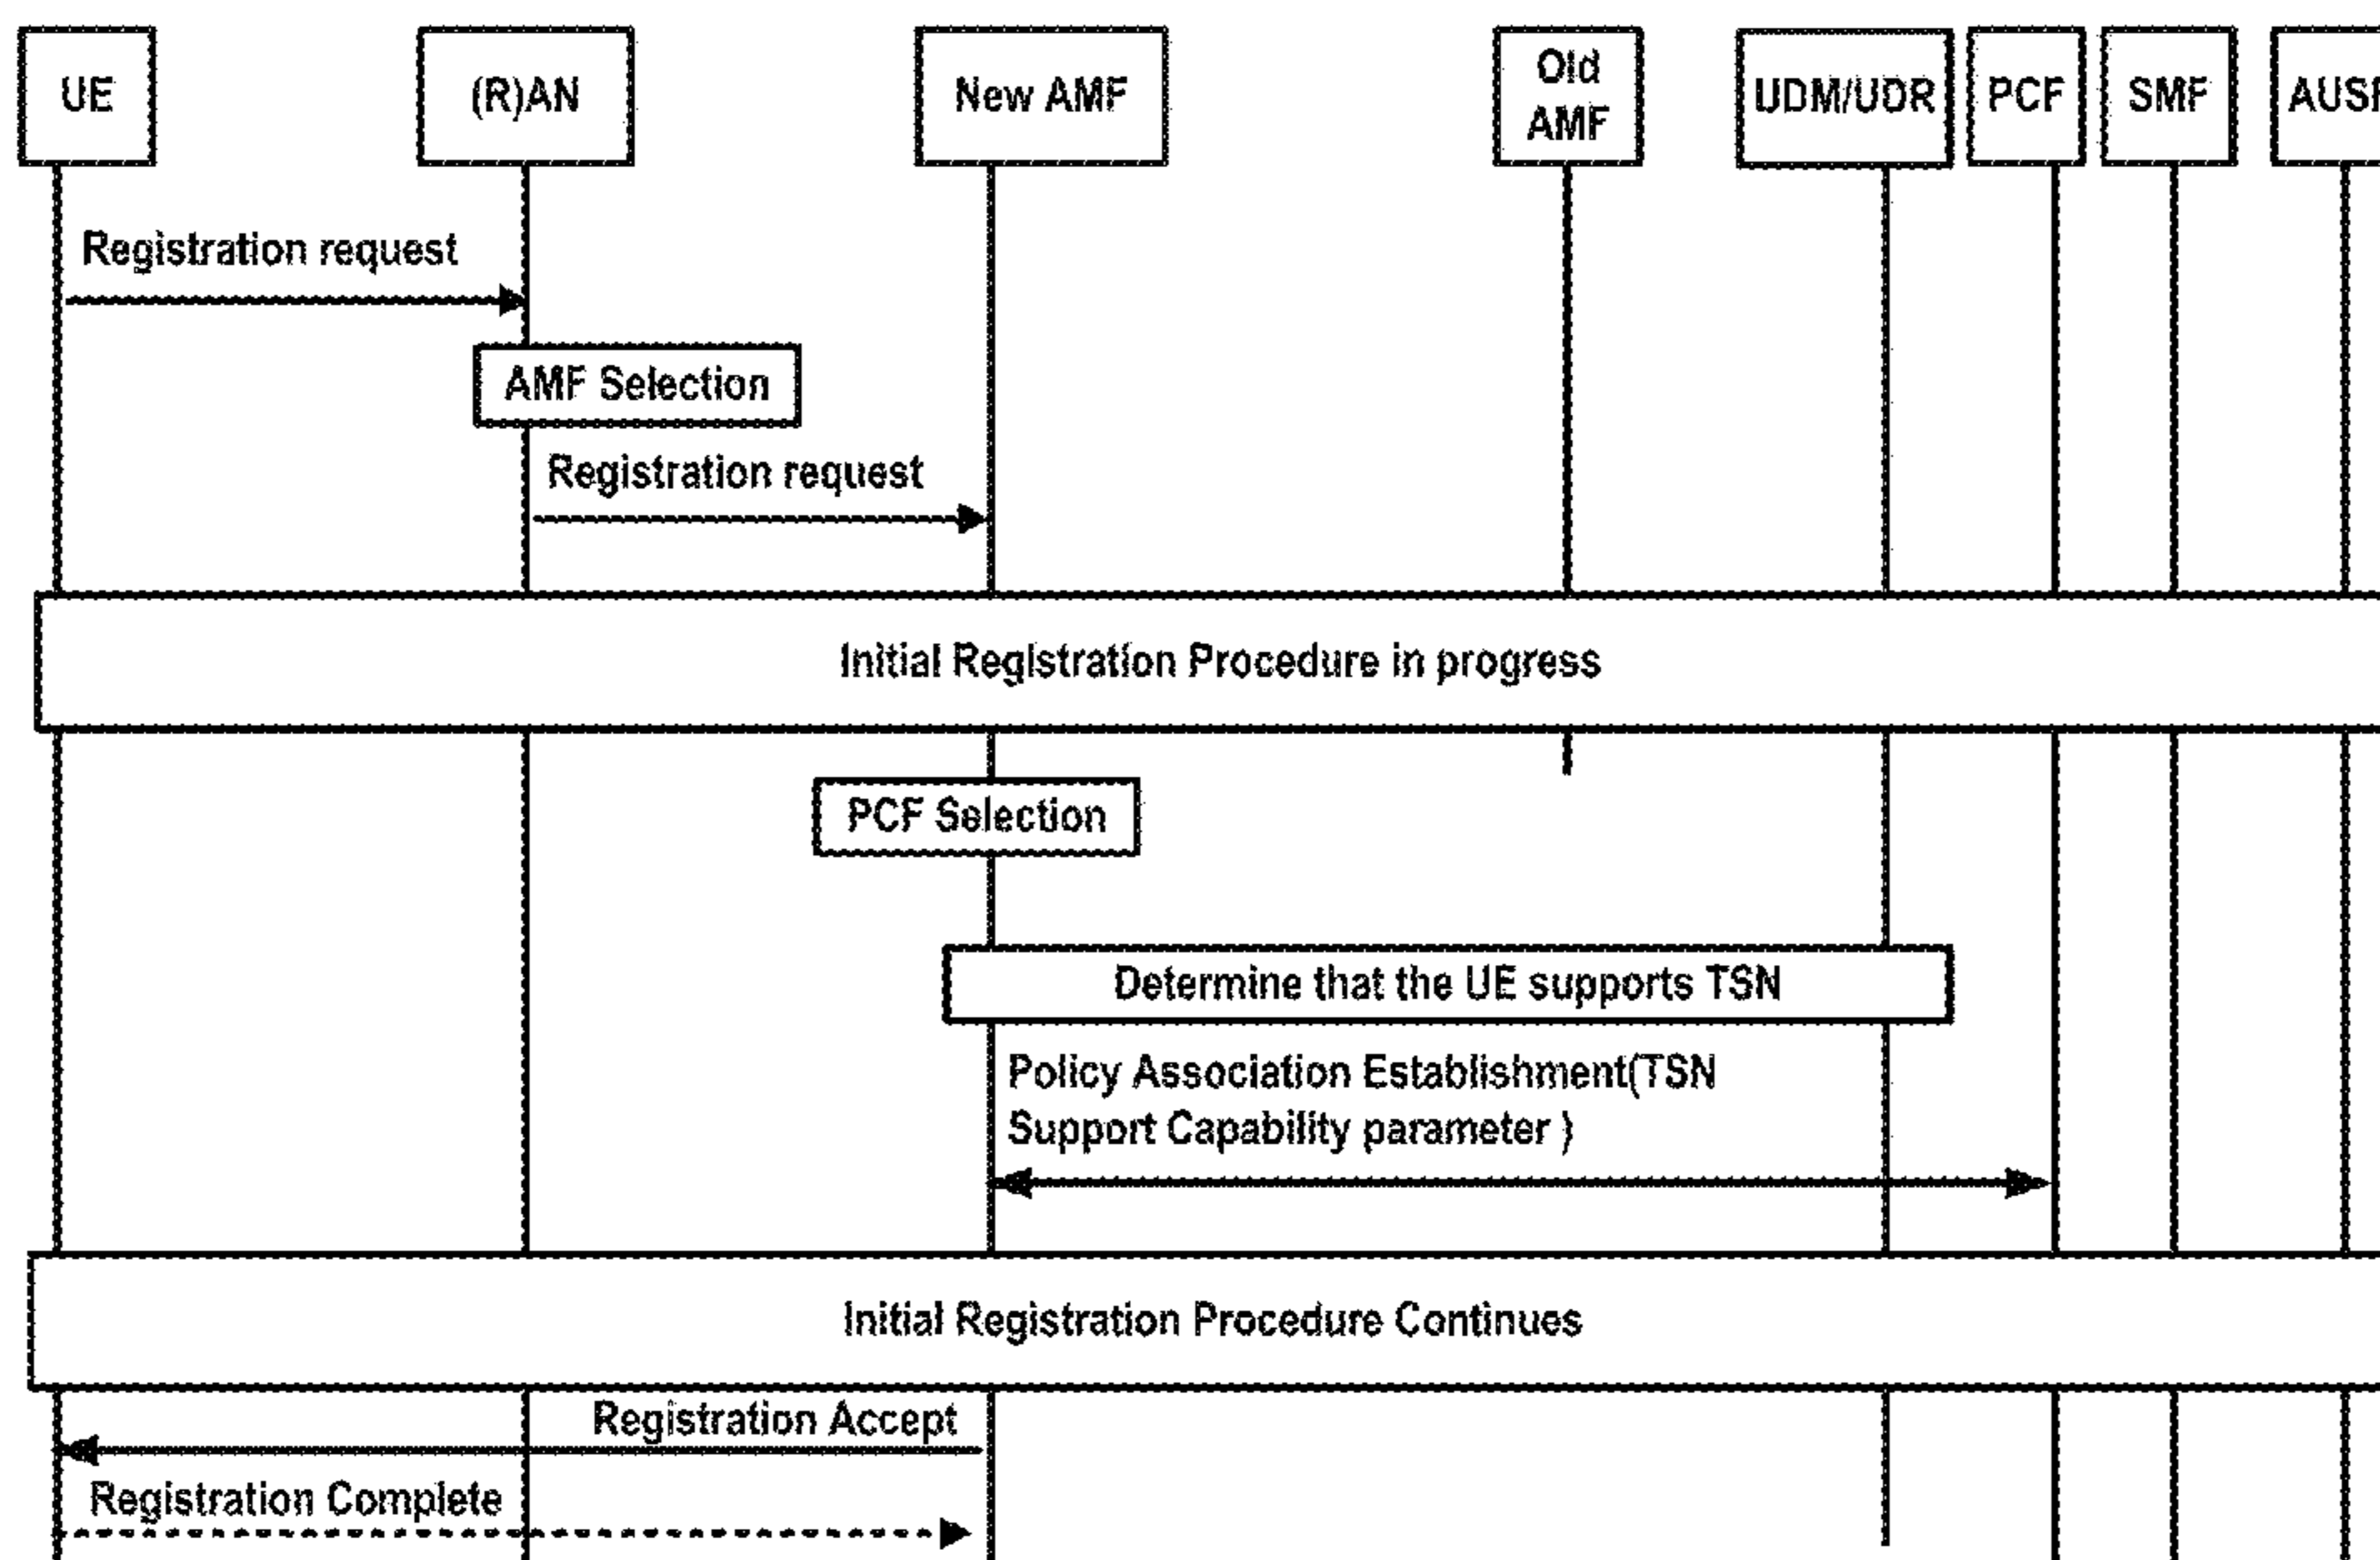 UE
(R)AN
New AMF
Old
AMF
UDM/UDR
PCF
SMF
Registration request
AMF Selection
Registration request
Initial Registration Procedure in progress
PCF Selection
Determine that the UE supports TSN
Policy Association Establishment(TSN
Support Capability parameter )
Initial Registration Procedure Continues
Registration Accept
Registration Complete